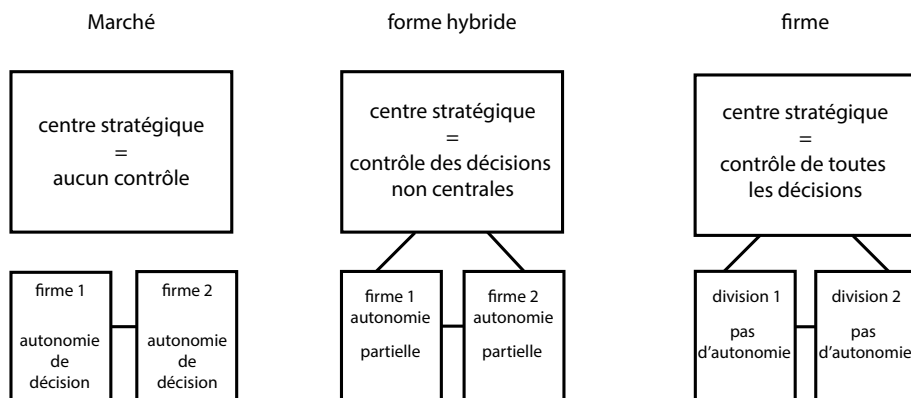 Marché
forme hybride
firme
centre stratégique
=
aucun contrôle
centre stratégique
=
contrôle des décisions
non centrales
centre stratégique
=
contrôle de toutes
les décisions
firme 1
autonomie
de
décision
firme 2
autonomie
de
décision
firme 1
autonomie
partielle
firme 2
autonomie
partielle
division 1
pas
d'autonomie
division 2
pas
d'autonomie